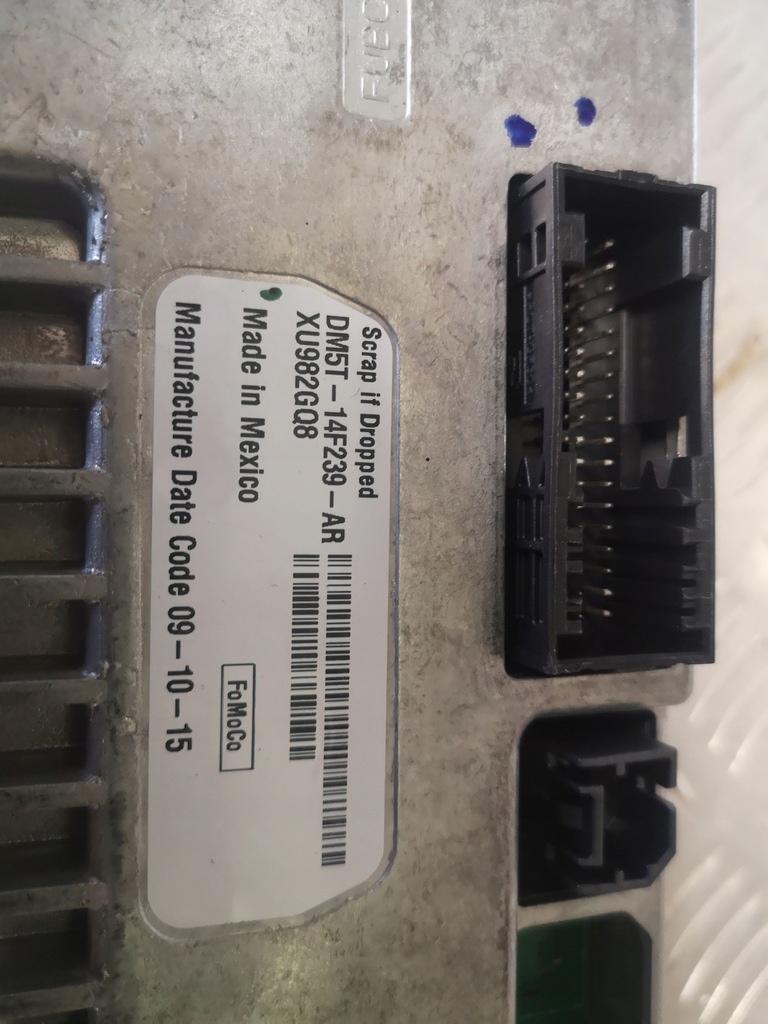 Scrap if Dropped
DM5T-14F239-AR
XU982GQ8
Made in Mexico
FoMoCo
Manufacture Date Code 09-10-15